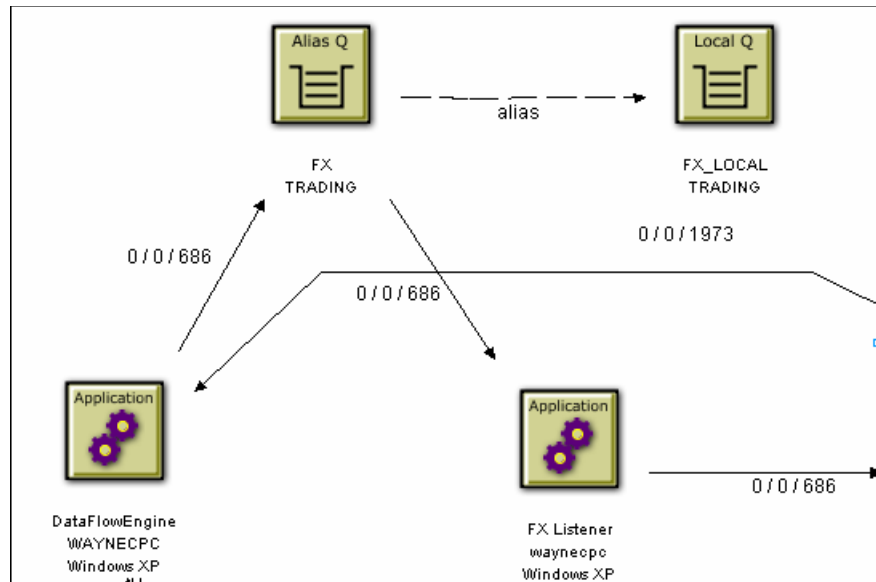 Alias Q
Local Q
alias
FX
TRADING
FX_LOCAL
TRADING
0 / 0 / 1973
0 / 0 / 686
0 / 0 / 686
Application
Application
0 / 0 / 686
DataFlowEngine
WAYNECPC
Windows XP
FX Listener
waynecpc
Windows XP